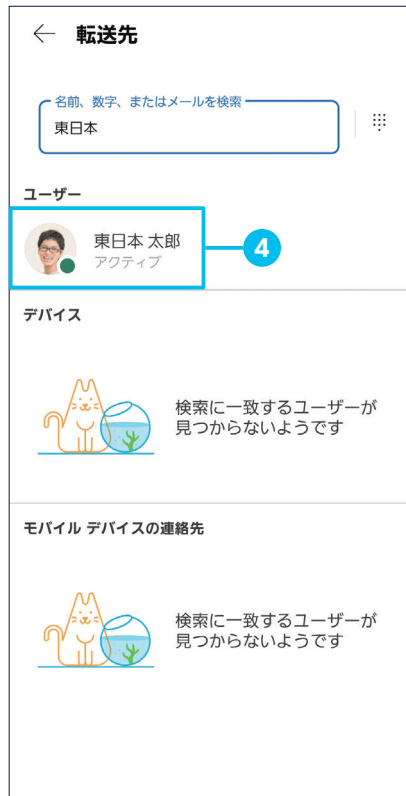 転送先
名前、数字、またはメールを検索
東日本
ユーザー
東日本 太郎
アクティブ
4
デバイス
検索に一致するユーザーが
見つからないようです
モバイル デバイスの連絡先
検索に一致するユーザーが
見つからないようです